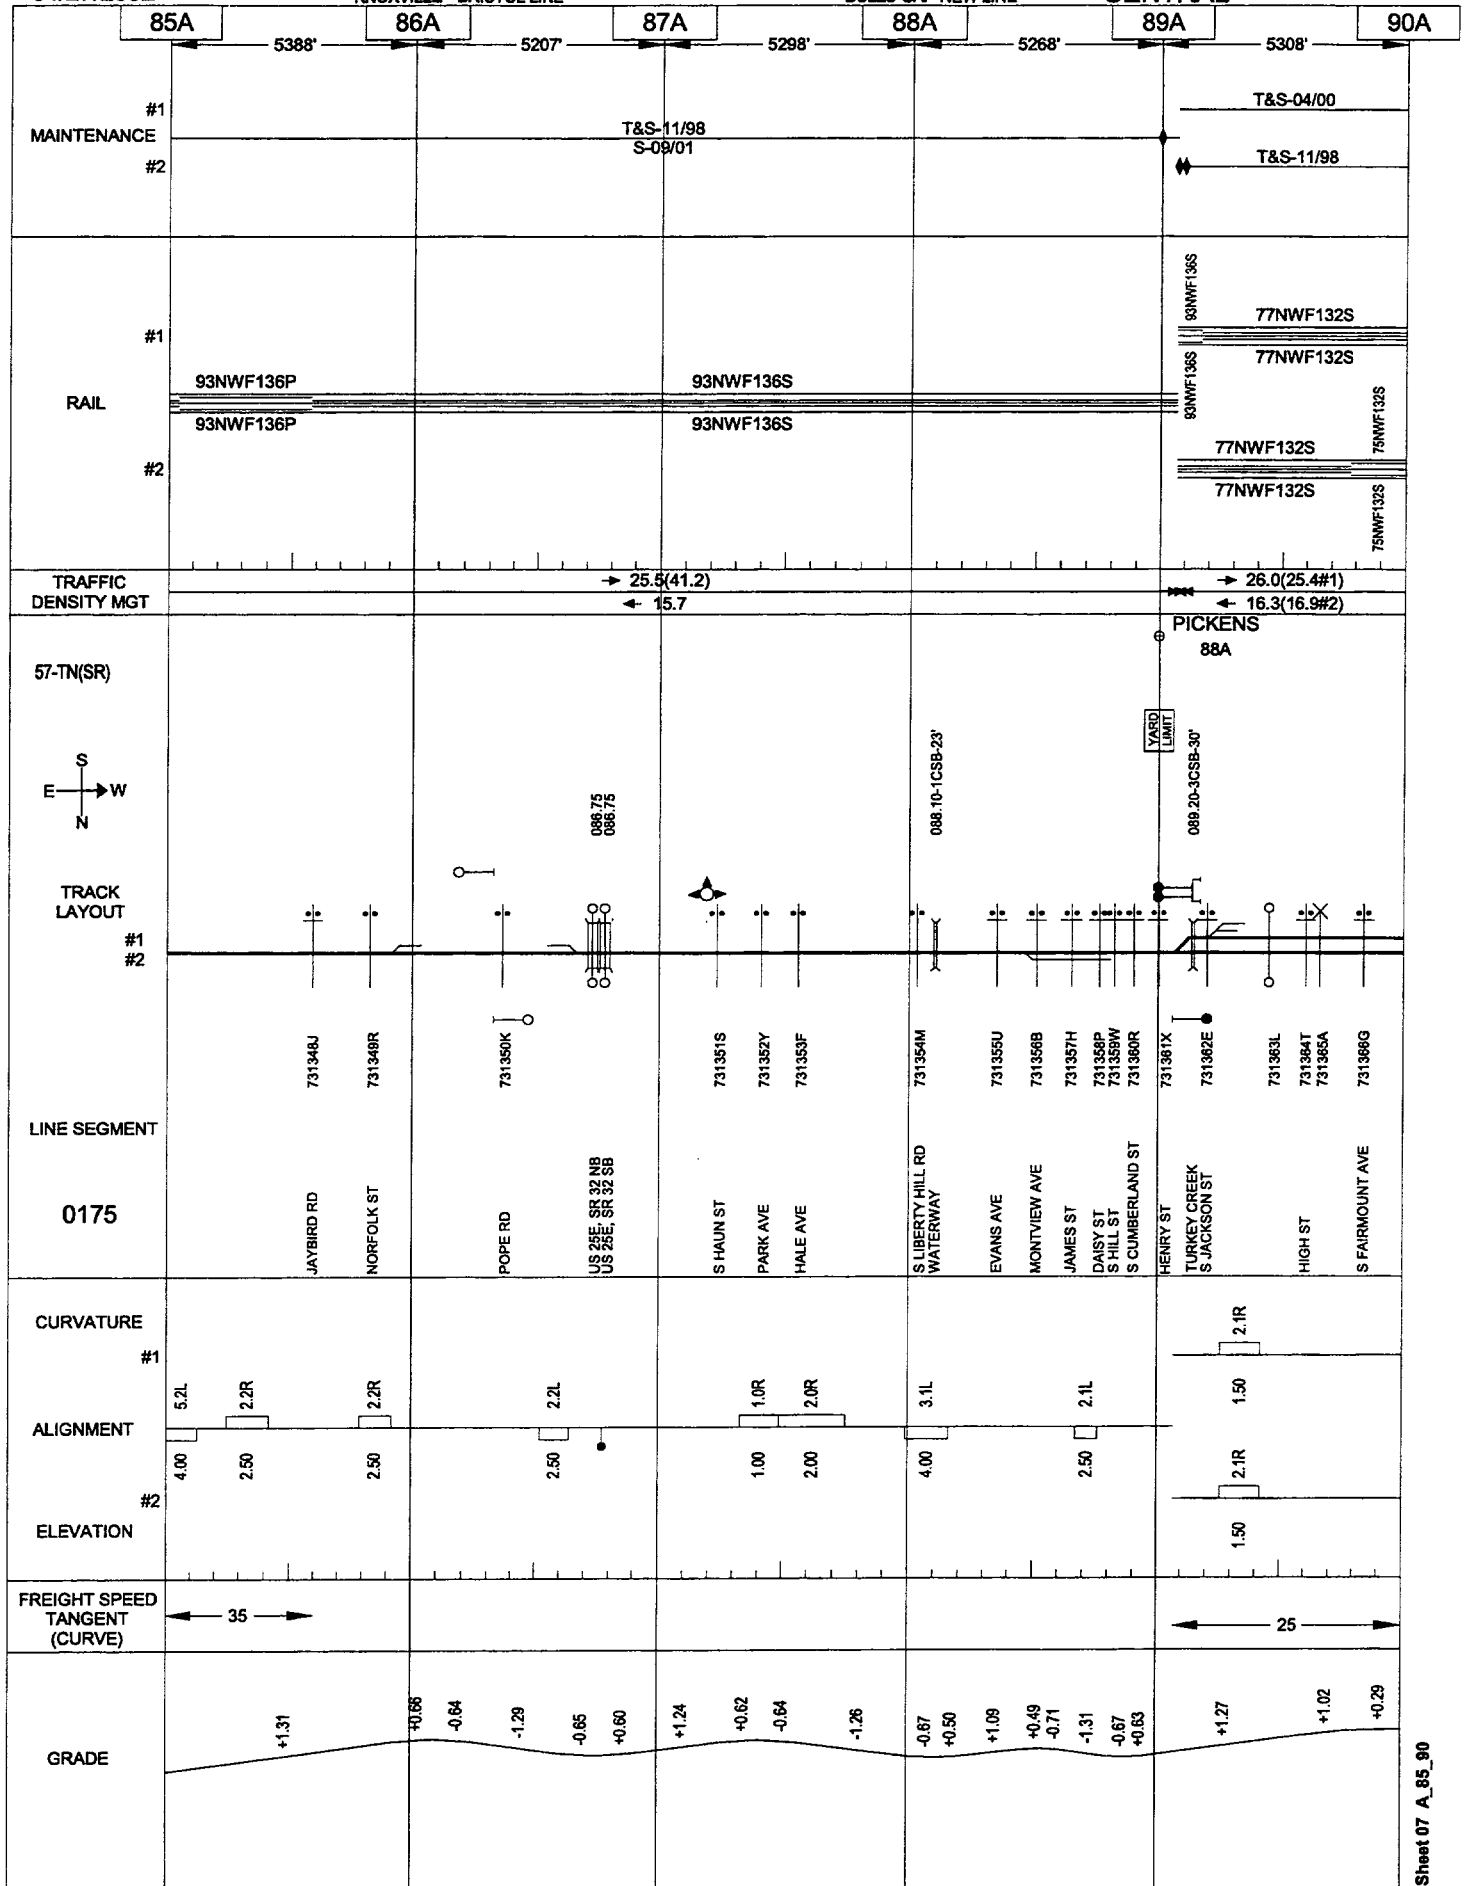 KNOXVILLE - BRISTOL LINE
85A 86A 87A 88A 89A 90A
5388' 5207' 5298' 5268' 5308'
#1 T&S-04/00
MAINTENANCE T&S-11/98
S-09/01
#2 T&S-11/98
93NWF136S
#1 77NWF132S
77NWF132S
93NWF136S
93NWF136P 93NWF136S
RAIL
93NWF136P 93NWF136S
75NWF132S
#2 77NWF132S
77NWF132S
75NWF132S
TRAFFIC 25.5(41.2) 26.0(25.4#1)
DENSITY MGT 15.7 16.3(16.9#2)
PICKENS
88A
57-TN(SR)
YARD
LIMIT
S
E W
N
086.75
086.75
088.10-1CSB-23'
089.20-3CSB-30'
TRACK
LAYOUT
#1
#2
731348J
731349R
731350K
731351S
731352Y
731353F
731354M
731355U
731356B
731357H
731358P
731359W
731360R
731361X
731362E
731363L
731364T
731365A
731366G
LINE SEGMENT
0175
JAYBIRD RD
NORFOLK ST
POPE RD
US 25E, SR 32 NB
US 25E, SR 32 SB
S HAUN ST
PARK AVE
HALE AVE
S LIBERTY HILL RD
WATERWAY
EVANS AVE
MONTVIEW AVE
JAMES ST
DAISY ST
S HILL ST
S CUMBERLAND ST
HENRY ST
TURKEY CREEK
S JACKSON ST
HIGH ST
S FAIRMOUNT AVE
CURVATURE
#1 2.1R
1.50
5.2L 2.2R 2.2R 2.2L 1.0R 2.0R 3.1L 2.1L
ALIGNMENT
4.00 2.50 2.50 2.50 1.00 2.00 4.00 2.50
#2 2.1R
ELEVATION 1.50
FREIGHT SPEED
TANGENT 35 25
(CURVE)
GRADE
+1.31 +0.66 -0.64 -1.29 -0.65 +0.60 +1.24 +0.62 -0.64 -1.26 -0.67 +0.50 +1.09 +0.49 -0.71 -1.31 -0.67 +0.63 +1.27 +1.02 +0.29
Sheet 07 A_85_90